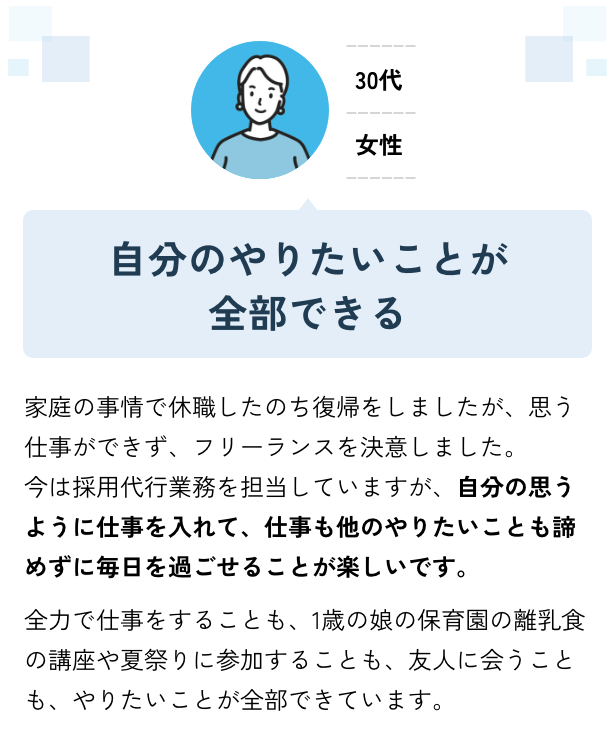 30代
女性
自分のやりたいことが
全部できる
家庭の事情で休職したのち復帰をしましたが、思う
仕事ができず、フリーランスを決意しました。
今は採用代行業務を担当していますが、自分の思う
ように仕事を入れて、仕事も他のやりたいことも諦
めずに毎日を過ごせることが楽しいです。
全力で仕事をすることも、1歳の娘の保育園の離乳食
の講座や夏祭りに参加することも、友人に会うこと
も、やりたいことが全部できています。